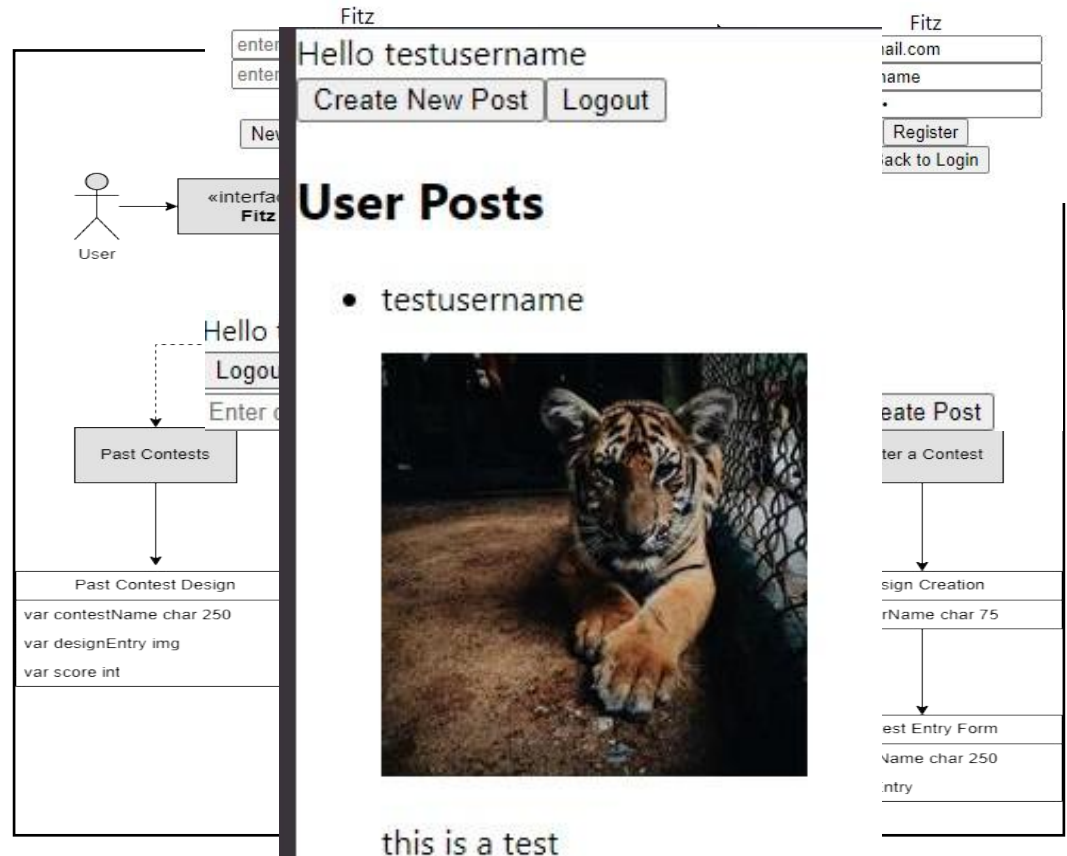 Fitz
enter
enter
New
«interfac
Fitz
User
Hello
Logou
Enter
Past Contests
Past Contest Design
var contestName char 250
var designEntry img
var score int
Hello testusername
Create New Post
Logout
User Posts
testusername
this is a test
Fitz
ail.com
name
Register
Back to Login
eate Post
ter a Contest
sign Creation
rName char 75
est Entry Form
Name char 250
ntry